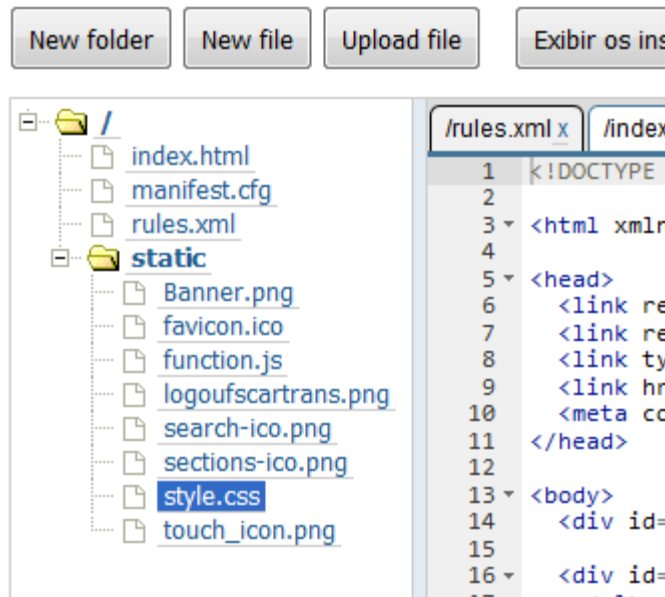 New folder New file Upload file Exibir os ins
/
index.html
manifest.cfg
rules.xml
static
Banner.png
favicon.ico
function.js
logoufscartrans.png
search-ico.png
sections-ico.png
style.css
touch_icon.png
/rules.xml x /index
1 <!DOCTYPE
2
3 <html xmln
4
5 <head>
6 <link re
7 <link re
8 <link ty
9 <link hr
10 <meta co
11 </head>
12
13 <body>
14 <div id=
15
16 <div id=